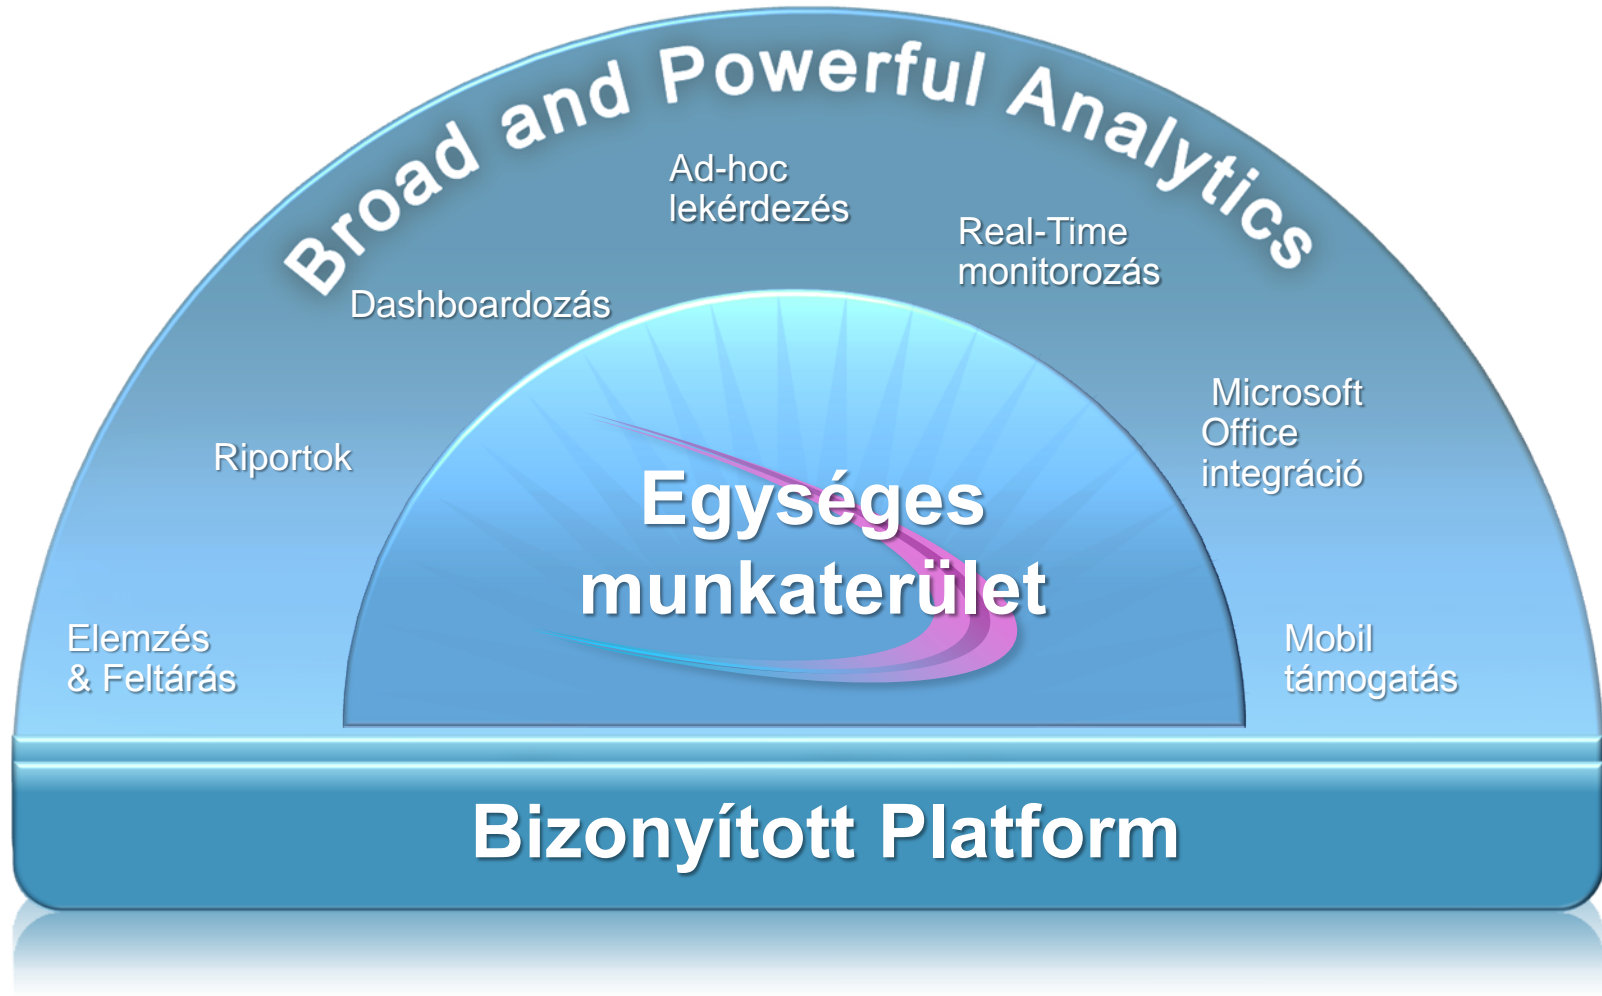 Broad and Powerful Analytics
Ad-hoc
lekérdezés
Real-Time
monitorozás
Dashboardozás
Microsoft
Office
integráció
Riportok
Egységes
munkaterület
Elemzés
& Feltárás
Mobil
támogatás
Bizonyított Platform